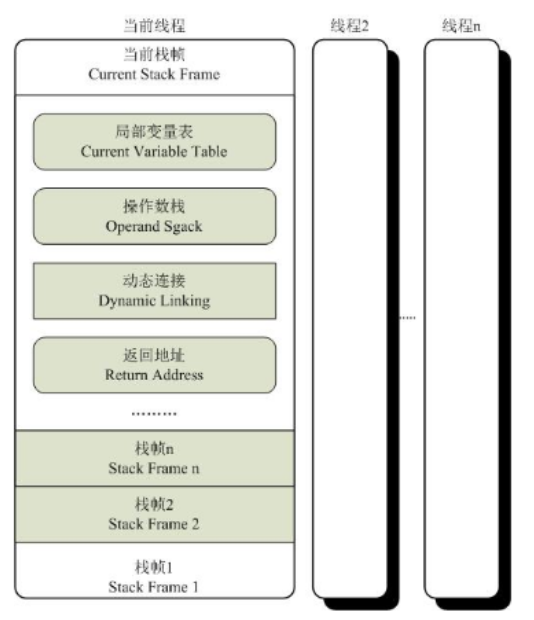 当前线程
线程2
线程n
当前栈帧
Current Stack Frame
局部变量表
Current Variable Table
操作数栈
Operand Sgack
动态连接
Dynamic Linking
返回地址
Return Address
………
......
栈帧n
Stack Frame n
栈帧2
Stack Frame 2
栈帧1
Stack Frame 1